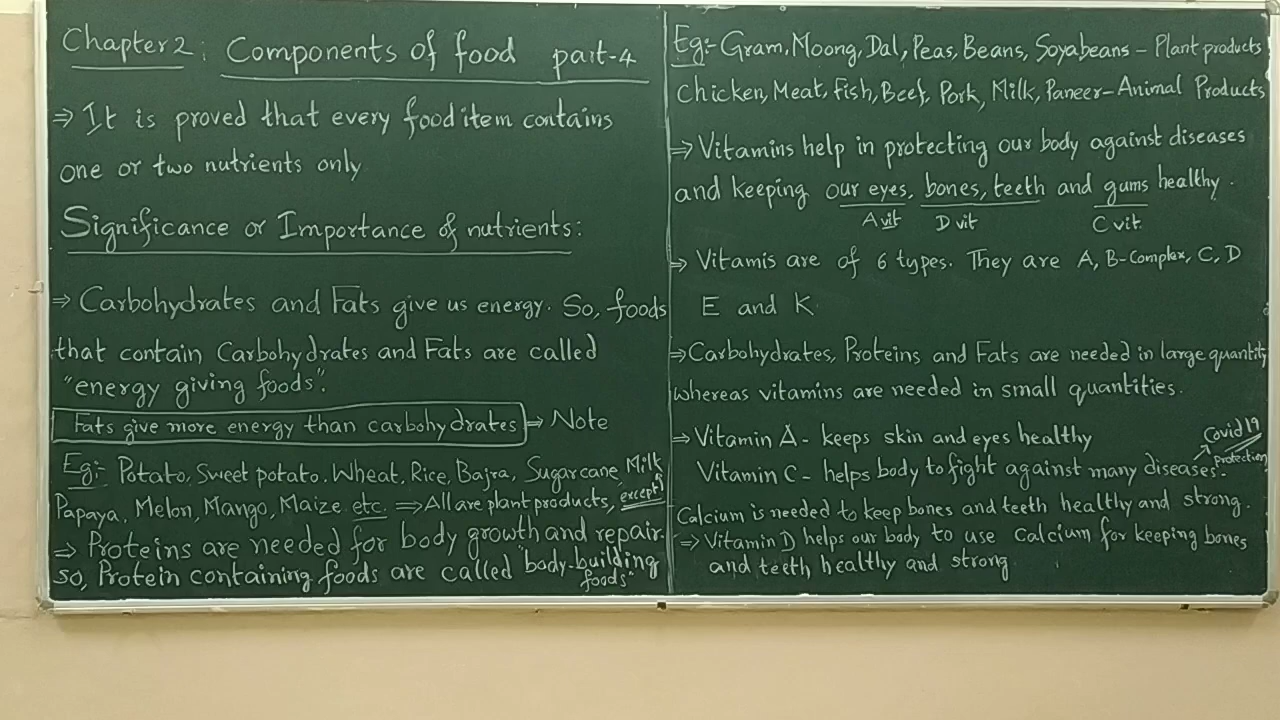 Chapter 2: Components of food part-4
⇒ It is proved that every food item contains
one or two nutrients only
Significance or Importance of nutrients:
⇒ Carbohydrates and Fats give us energy. So, foods
that contain Carbohydrates and Fats are called
"energy giving foods".
Fats give more energy than carbohydrates ⇒ Note
Eg:- Potato, Sweet potato. Wheat, Rice, Bajra, Sugarcane, Milk
Papaya, Melon, Mango, Maize etc. ⇒ All are plant products, except
⇒ Proteins are needed for body growth and repair.
so, Protein containing foods are called "body-building
foods"
Eg:- Gram, Moong, Dal, Peas, Beans, Soyabeans - Plant products
Chicken, Meat, Fish, Beef, Pork, Milk, Paneer-Animal Products
⇒ Vitamins help in protecting our body against diseases
and keeping our eyes, bones, teeth and gums healthy.
A vit D vit C vit
⇒ Vitamis are of 6 types. They are A, B-Complex, C, D
E and K.
⇒ Carbohydrates, Proteins and Fats are needed in large quantity
whereas vitamins are needed in small quantities.
⇒ Vitamin A - keeps skin and eyes healthy
Vitamin C - helps body to fight against many diseases. → Covid 19
Protection
Calcium is needed to keep bones and teeth healthy and strong.
⇒ Vitamin D helps our body to use Calcium for keeping bones
and teeth healthy and strong